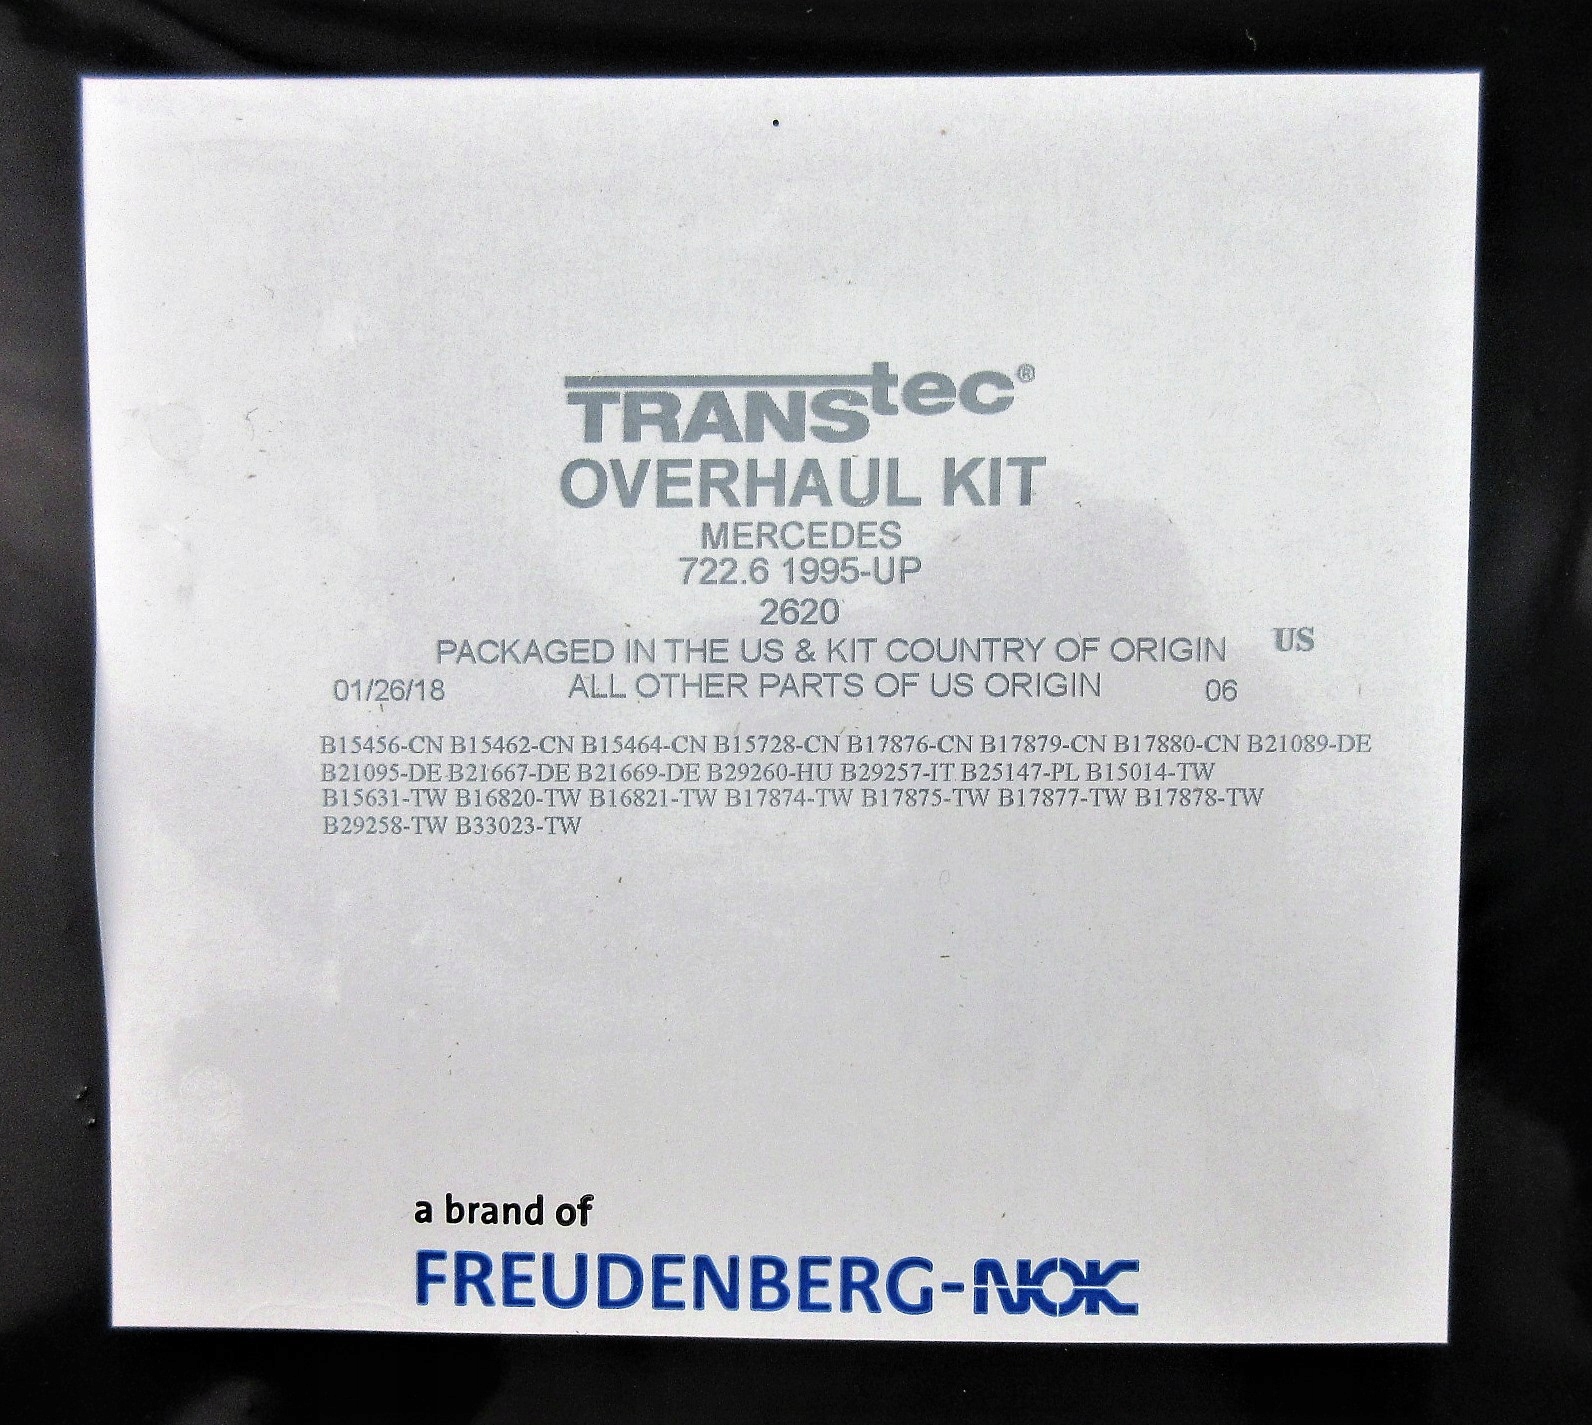 TRANStec®
OVERHAUL KIT
MERCEDES
722.6 1995-UP
2620
PACKAGED IN THE US & KIT COUNTRY OF ORIGIN US
01/26/18 ALL OTHER PARTS OF US ORIGIN 06
B15456-CN B15462-CN B15464-CN B15728-CN B17876-CN B17879-CN B17880-CN B21089-DE
B21095-DE B21667-DE B21669-DE B29260-HU B29257-IT B25147-PL B15014-TW
B15631-TW B16820-TW B16821-TW B17874-TW B17875-TW B17877-TW B17878-TW
B29258-TW B33023-TW
a brand of
FREUDENBERG-NOK